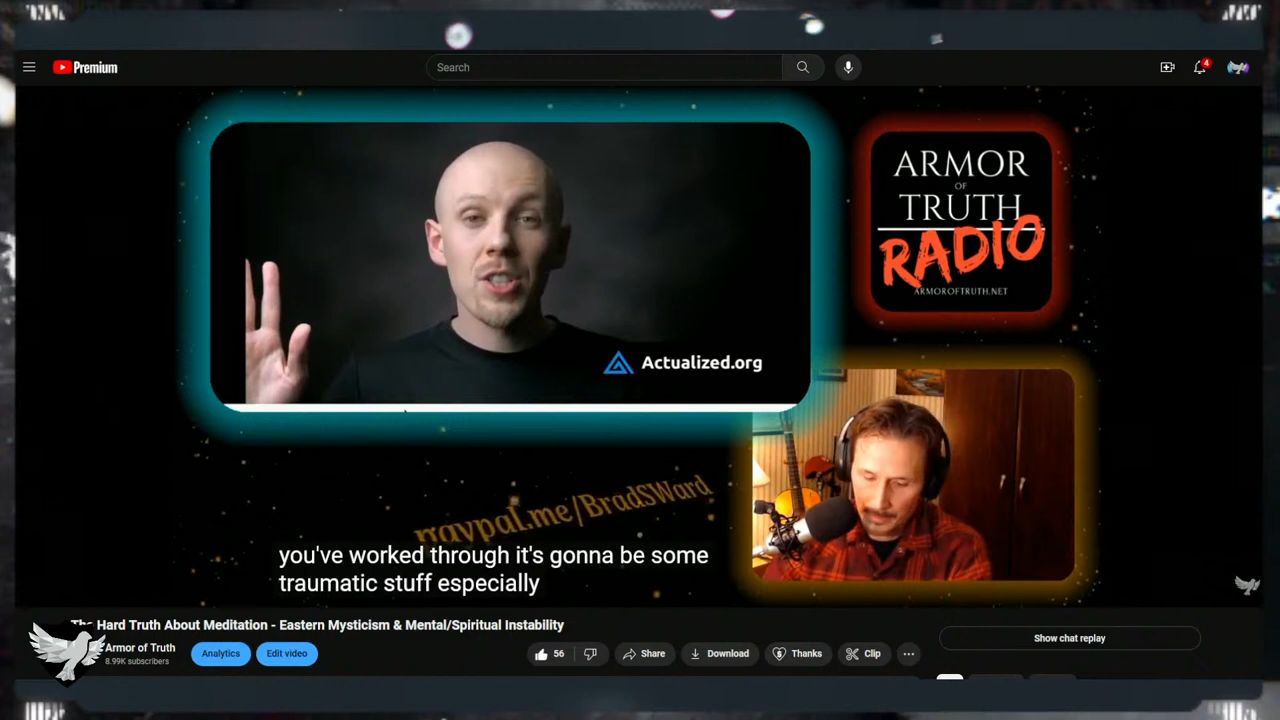 Premium
Search
4
ARMOR
OF
TRUTH
RADIO
ARMOROFTRUTH.NET
Actualized.org
paypal.me/BradSWard
you've worked through it's gonna be some
traumatic stuff especially
The Hard Truth About Meditation - Eastern Mysticism & Mental/Spiritual Instability
Armor of Truth
8.99K subscribers
Analytics
Edit video
56
Share
Download
Thanks
Clip
Show chat replay